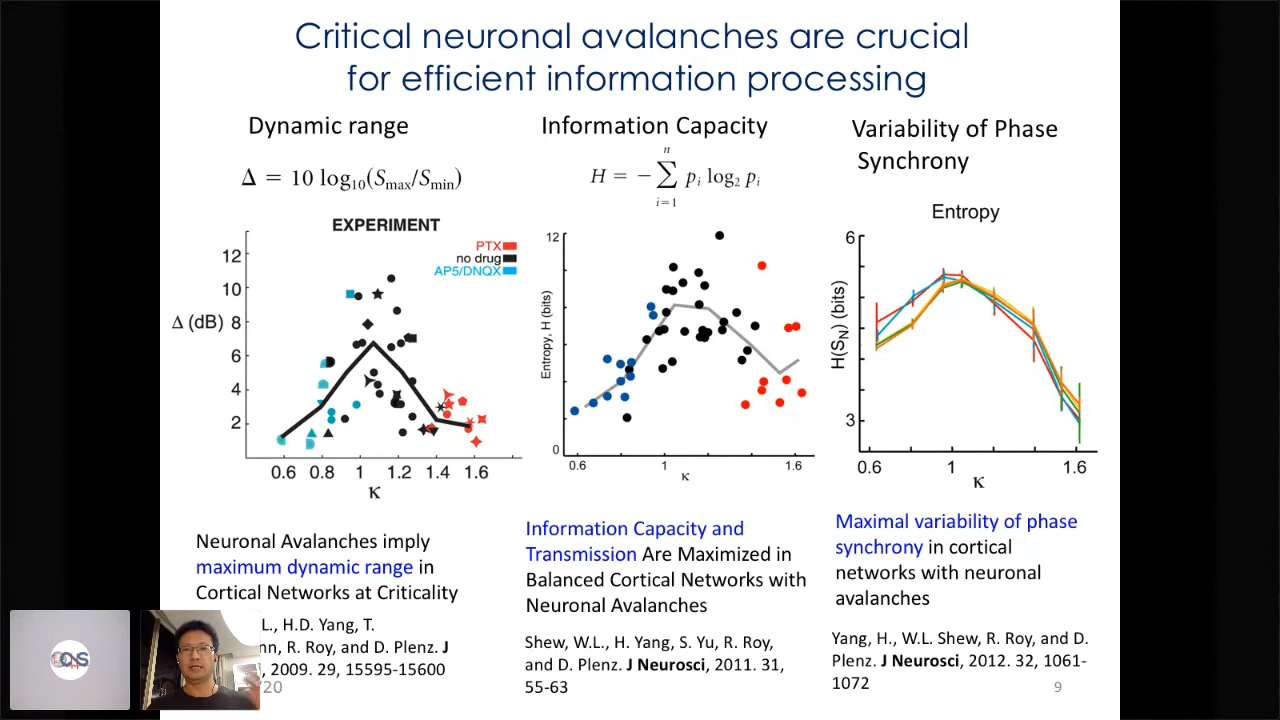 Critical neuronal avalanches are crucial
for efficient information processing
Dynamic range
Δ = 10 log10(Smax/Smin)
EXPERIMENT
PTX
no drug
AP5/DNQX
Δ (dB)
12
10
8
6
4
2
0.6 0.8 1 1.2 1.4 1.6
κ
Neuronal Avalanches imply
maximum dynamic range in
Cortical Networks at Criticality
L., H.D. Yang, T.
nn, R. Roy, and D. Plenz. J
, 2009. 29, 15595-15600
/20
Information Capacity
n
H = − ∑ pi log2 pi
i=1
Entropy, H (bits)
12
0
0.6 1 1.6
κ
Information Capacity and
Transmission Are Maximized in
Balanced Cortical Networks with
Neuronal Avalanches
Shew, W.L., H. Yang, S. Yu, R. Roy,
and D. Plenz. J Neurosci, 2011. 31,
55-63
Variability of Phase
Synchrony
Entropy
H(SN) (bits)
6
3
0.6 1 1.6
κ
Maximal variability of phase
synchrony in cortical
networks with neuronal
avalanches
Yang, H., W.L. Shew, R. Roy, and D.
Plenz. J Neurosci, 2012. 32, 1061-
1072
9